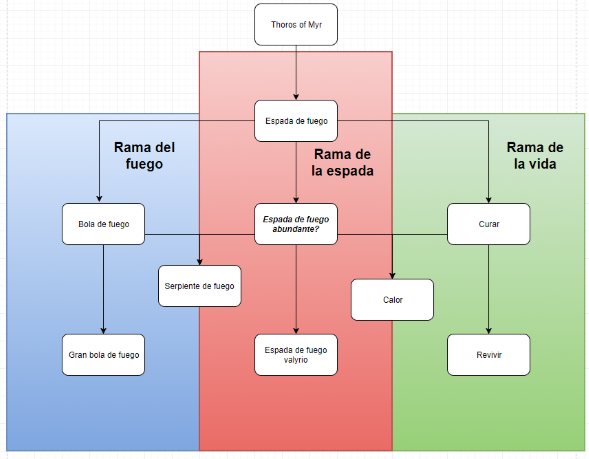 Thoros of Myr
Espada de fuego
Rama del
fuego
Rama de
la espada
Rama de
la vida
Bola de fuego
Espada de fuego
abundante?
Curar
Serpiente de fuego
Calor
Gran bola de fuego
Espada de fuego
valyrio
Revivir